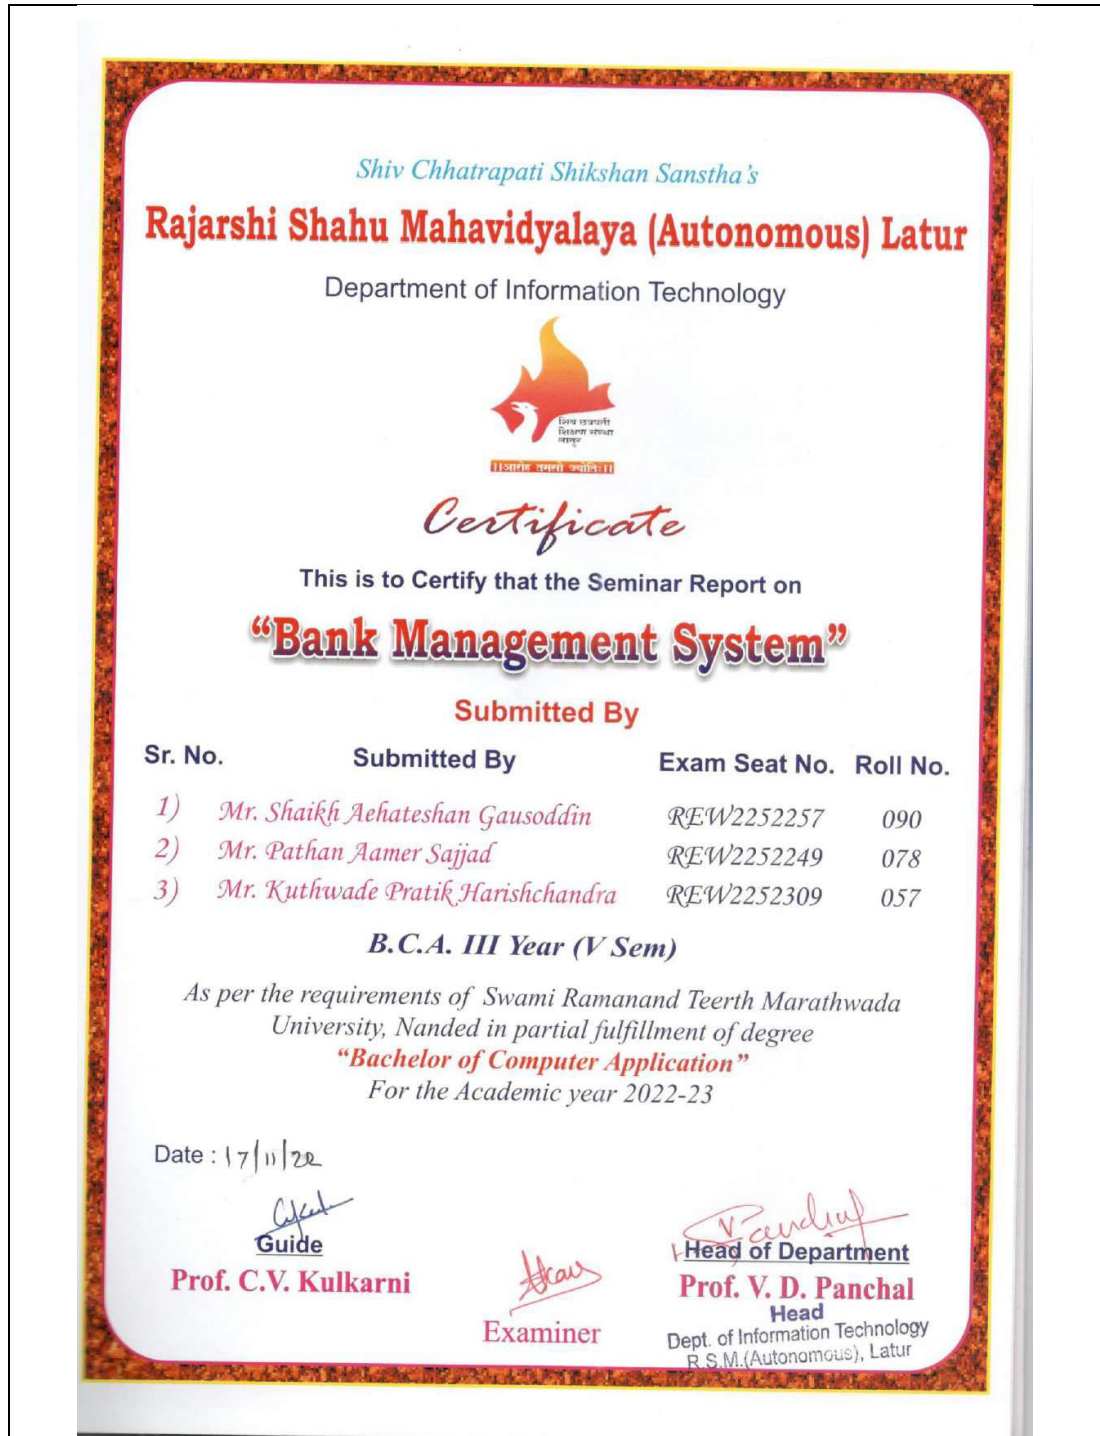 Shiv Chhatrapati Shikshan Sanstha's
Rajarshi Shahu Mahavidyalaya (Autonomous) Latur
Department of Information Technology
शिव छत्रपती
शिक्षण संस्था
लातूर
||आरोह तमसो ज्योतिः||
Certificate
This is to Certify that the Seminar Report on
“Bank Management System”
Submitted By
Sr. No. Submitted By Exam Seat No. Roll No.
1) Mr. Shaikh Aehateshan Gausoddin REW2252257 090
2) Mr. Pathan Aamer Sajjad REW2252249 078
3) Mr. Kuthwade Pratik Harishchandra REW2252309 057
B.C.A. III Year (V Sem)
As per the requirements of Swami Ramanand Teerth Marathwada
University, Nanded in partial fulfillment of degree
“Bachelor of Computer Application”
For the Academic year 2022-23
Date : 17/11/22
Guide
Prof. C.V. Kulkarni
Examiner
Head of Department
Prof. V. D. Panchal
Head
Dept. of Information Technology
R.S.M.(Autonomous), Latur